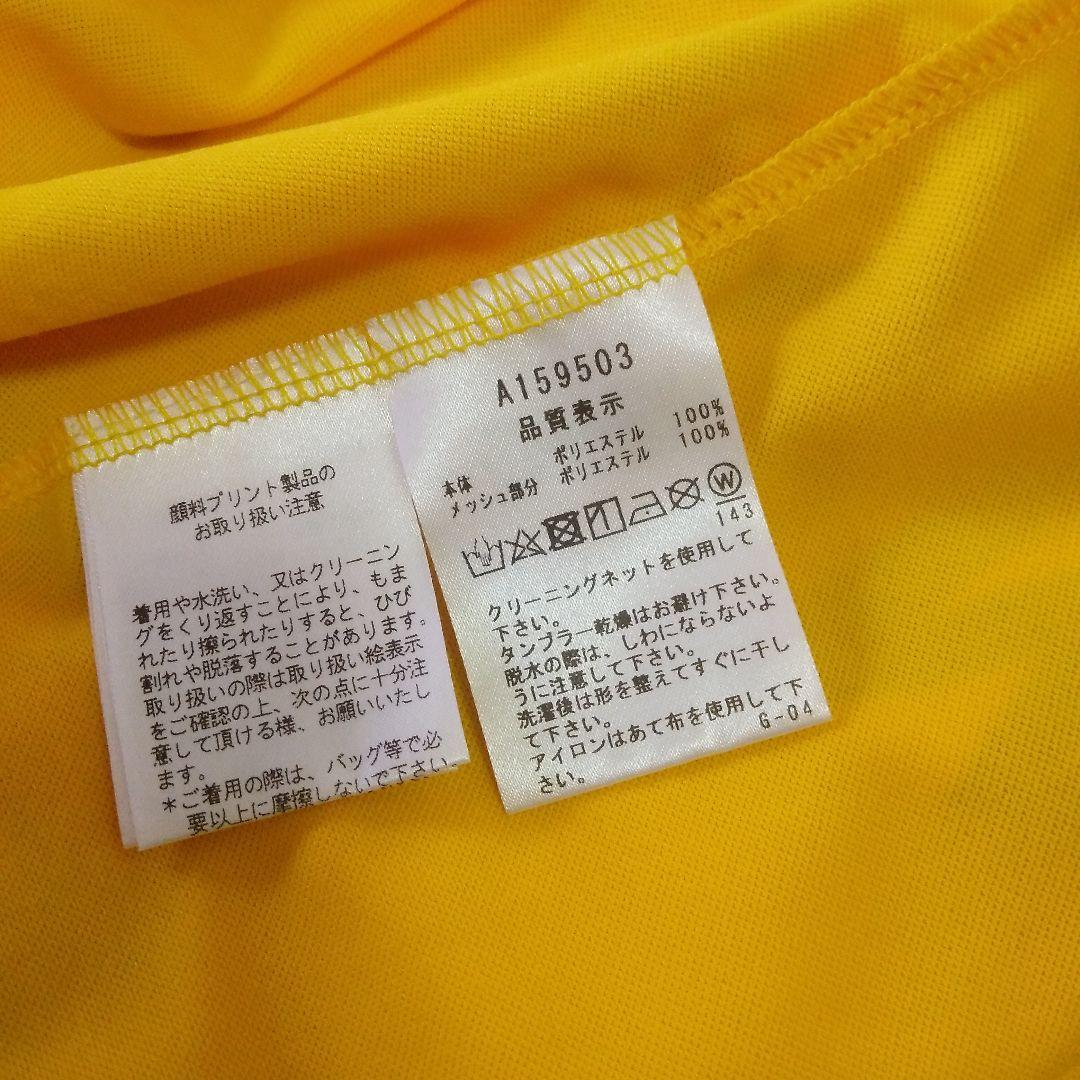 顔料プリント製品の
お取り扱い注意
着用や水洗い、又はクリーニン
グをくり返すことにより、もま
れたり擦られたりすると、ひび
割れや脱落することがあります。
取り扱いの際は取り扱い絵表示
をご確認の上、次の点に十分注
意して頂ける様、お願いいたし
ます。
*ご着用の際は、バッグ等で必
要以上に摩擦しないで下さい。
A159503
品質表示
本体 ポリエステル 100%
メッシュ部分 ポリエステル 100%
W
143
クリーニングネットを使用して
下さい。
タンブラー乾燥はお避け下さい。
脱水の際は、しわにならないよ
うに注意して下さい。
洗濯後は形を整えてすぐに干し
て下さい。
アイロンはあて布を使用して下
さい。
G-04